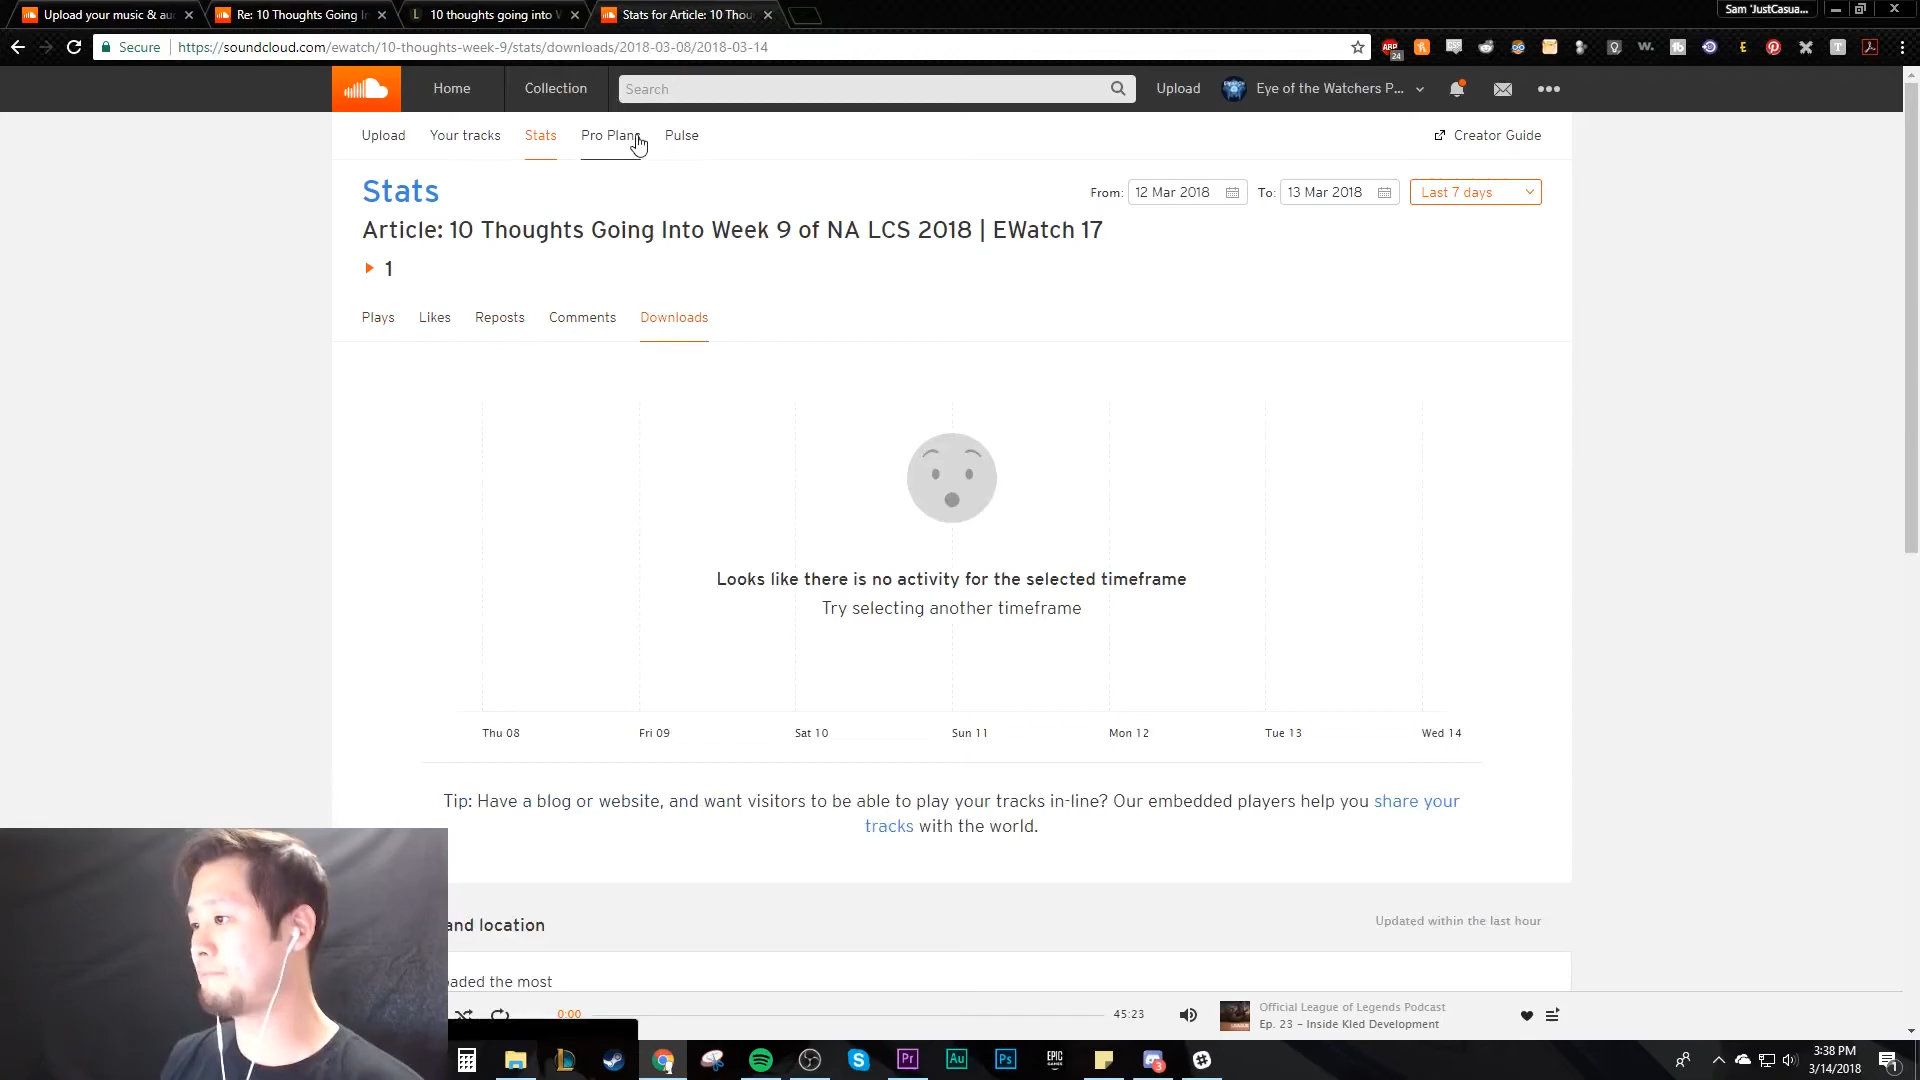 Upload your music & au
Re: 10 Thoughts Going I
10 thoughts going into W
Stats for Article: 10 Thou
Sam 'JustCasua...
Secure
https://soundcloud.com/ewatch/10-thoughts-week-9/stats/downloads/2018-03-08/2018-03-14
Home
Collection
Search
Upload
Eye of the Watchers P...
Upload
Your tracks
Stats
Pro Plans
Pulse
Creator Guide
Stats
From: 12 Mar 2018
To: 13 Mar 2018
Last 7 days
Article: 10 Thoughts Going Into Week 9 of NA LCS 2018 | EWatch 17
1
Plays
Likes
Reposts
Comments
Downloads
Looks like there is no activity for the selected timeframe
Try selecting another timeframe
Thu 08
Fri 09
Sat 10
Sun 11
Mon 12
Tue 13
Wed 14
Tip: Have a blog or website, and want visitors to be able to play your tracks in-line? Our embedded players help you share your
tracks with the world.
and location
Updated within the last hour
oaded the most
0:00
45:23
Official League of Legends Podcast
Ep. 23 – Inside Kled Development
3:38 PM
3/14/2018